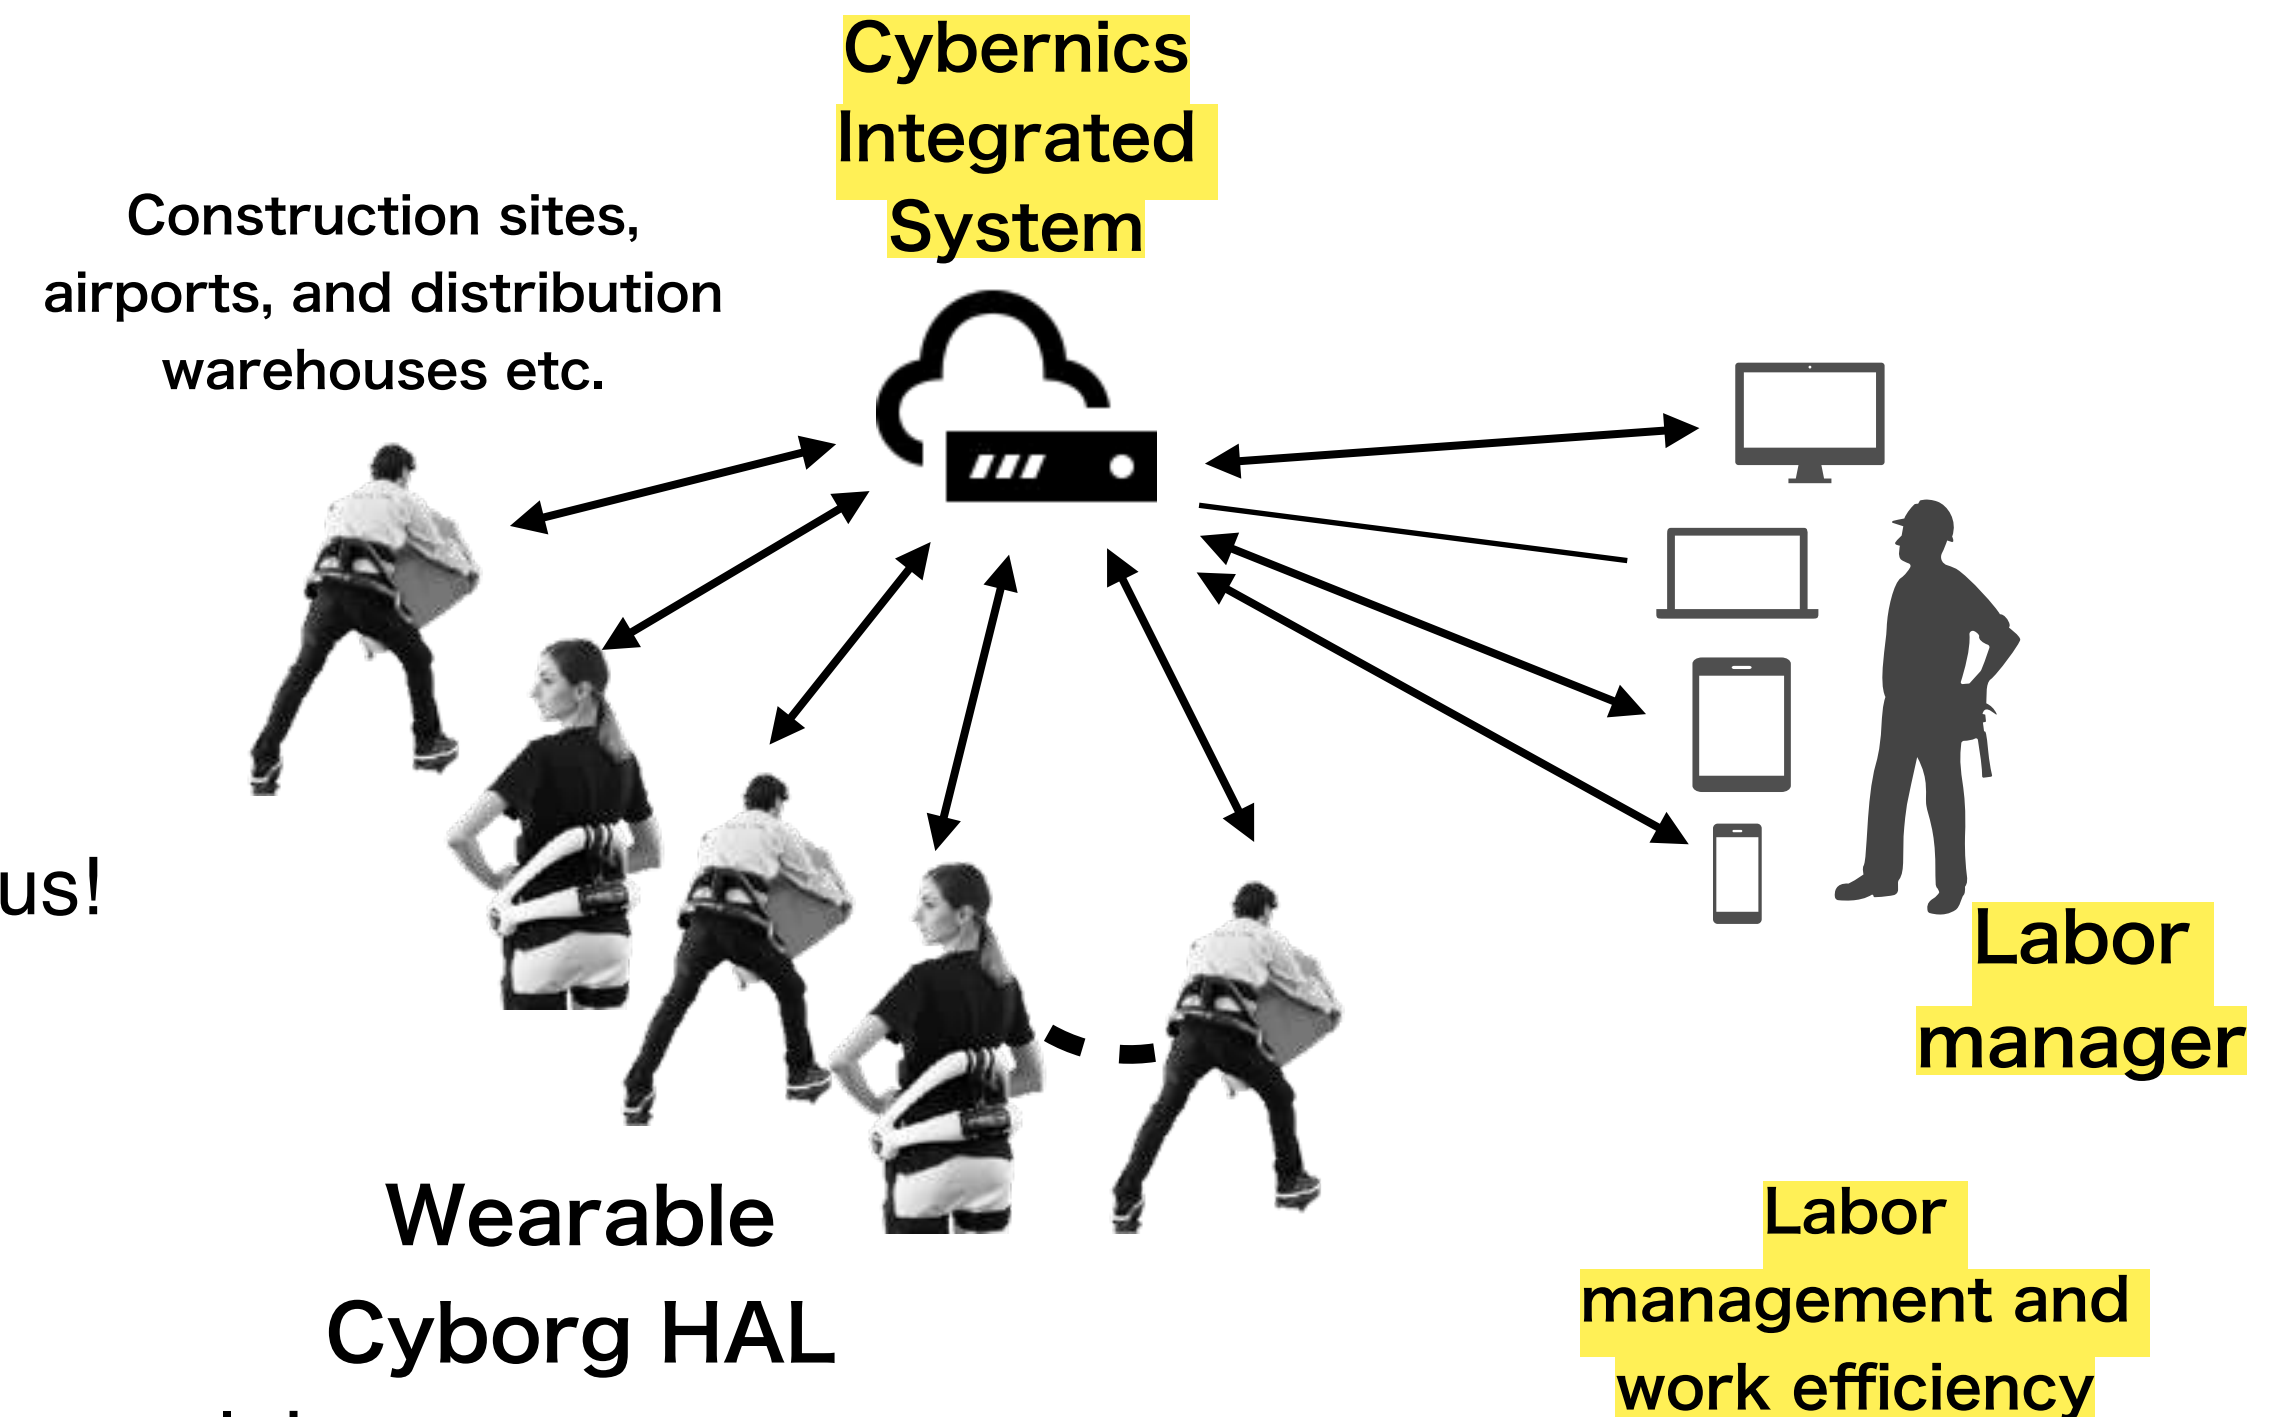 Cybernics
Integrated
System
Construction sites,
airports, and distribution
warehouses etc.
us!
Labor
manager
Wearable
Cyborg HAL
Labor
management and
work efficiency